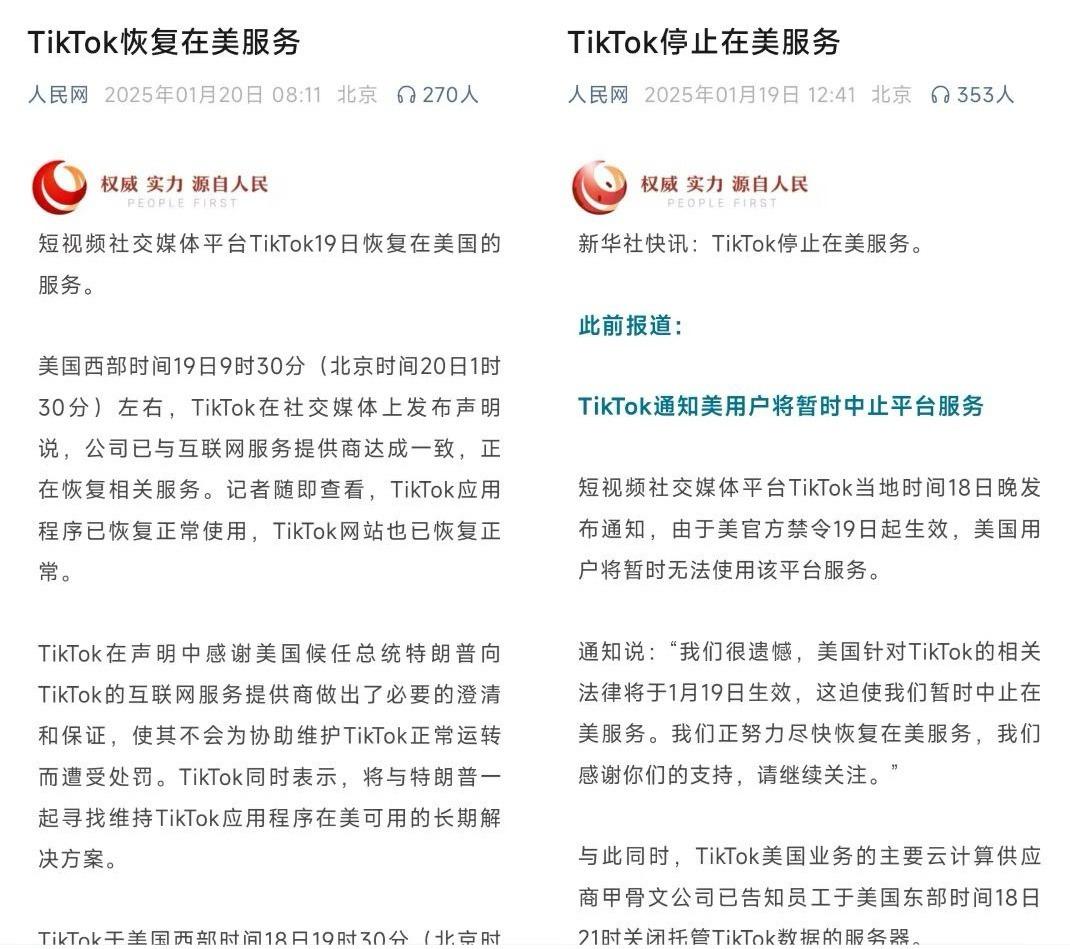 TikTok恢复在美服务
人民网 2025年01月20日 08:11 北京 270人
权威 实力 源自人民
PEOPLE FIRST
短视频社交媒体平台TikTok19日恢复在美国的
服务。
美国西部时间19日9时30分（北京时间20日1时
30分）左右，TikTok在社交媒体上发布声明
说，公司已与互联网服务提供商达成一致，正
在恢复相关服务。记者随即查看，TikTok应用
程序已恢复正常使用，TikTok网站也已恢复正
常。
TikTok在声明中感谢美国候任总统特朗普向
TikTok的互联网服务提供商做出了必要的澄清
和保证，使其不会为协助维护TikTok正常运转
而遭受处罚。TikTok同时表示，将与特朗普一
起寻找维持TikTok应用程序在美可用的长期解
决方案。
TikTok于美国西部时间18日19时30分（北京时
TikTok停止在美服务
人民网 2025年01月19日 12:41 北京 353人
权威 实力 源自人民
PEOPLE FIRST
新华社快讯：TikTok停止在美服务。
此前报道：
TikTok通知美用户将暂时中止平台服务
短视频社交媒体平台TikTok当地时间18日晚发
布通知，由于美官方禁令19日起生效，美国用
户将暂时无法使用该平台服务。
通知说：“我们很遗憾，美国针对TikTok的相关
法律将于1月19日生效，这迫使我们暂时中止在
美服务。我们正努力尽快恢复在美服务，我们
感谢你们的支持，请继续关注。”
与此同时，TikTok美国业务的主要云计算供应
商甲骨文公司已告知员工于美国东部时间18日
21时关闭托管TikTok数据的服务器。